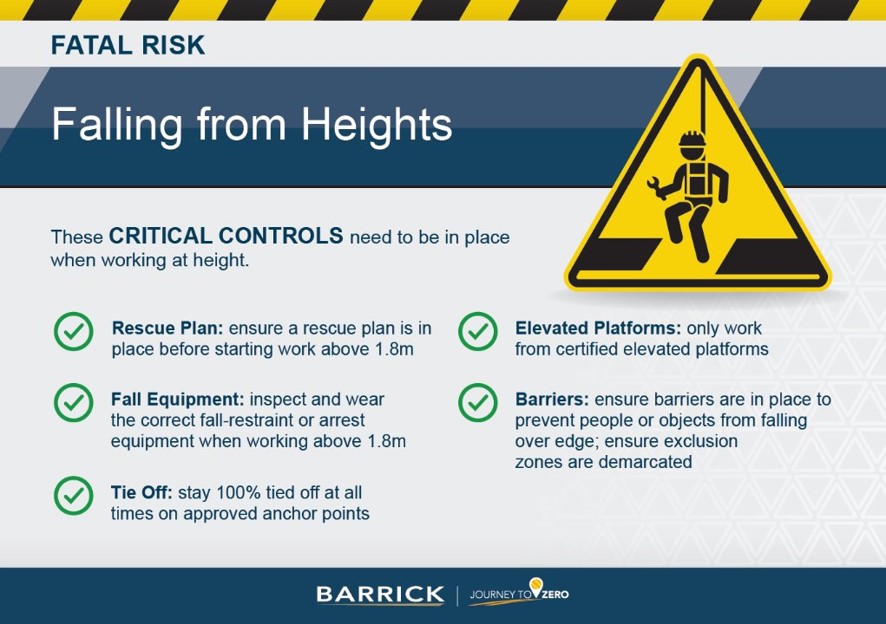 FATAL RISK
Falling from Heights
These CRITICAL CONTROLS need to be in place
when working at height.
Rescue Plan: ensure a rescue plan is in
place before starting work above 1.8m
Fall Equipment: inspect and wear
the correct fall-restraint or arrest
equipment when working above 1.8m
Tie Off: stay 100% tied off at all
times on approved anchor points
Elevated Platforms: only work
from certified elevated platforms
Barriers: ensure barriers are in place to
prevent people or objects from falling
over edge; ensure exclusion
zones are demarcated
BARRICK | JOURNEY TO ZERO